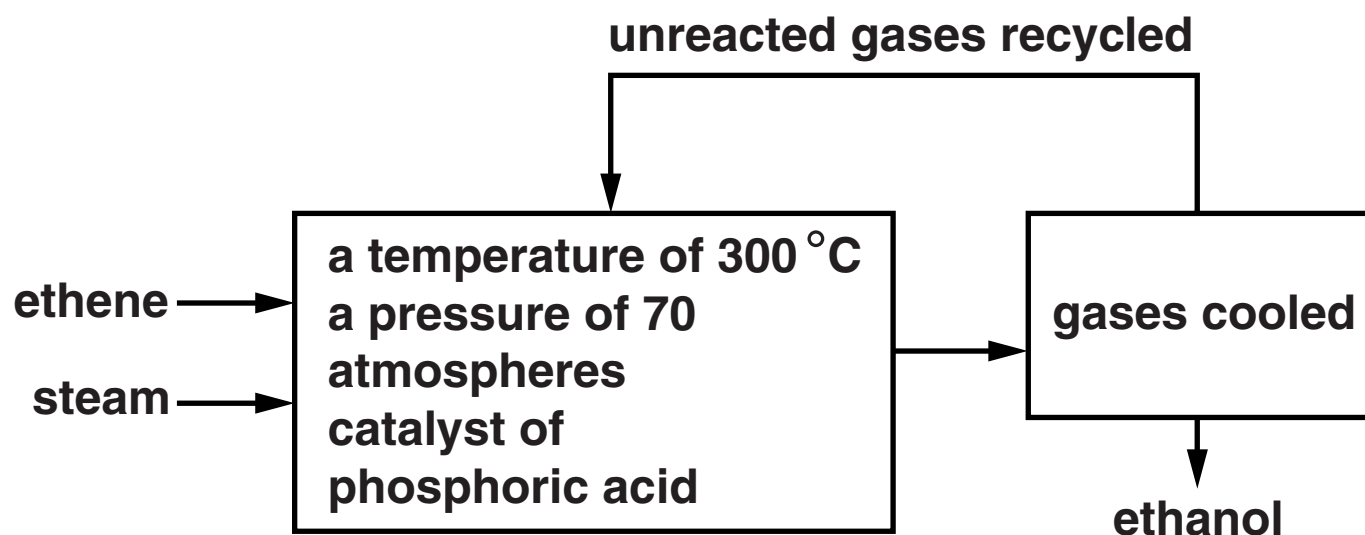 unreacted gases recycled
ethene
steam
a temperature of 300 °C
a pressure of 70
atmospheres
catalyst of
phosphoric acid
gases cooled
ethanol